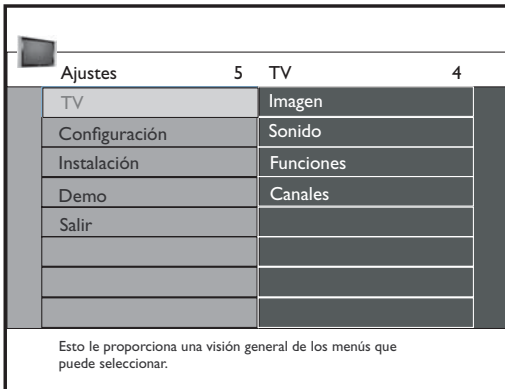 Ajustes 5 TV 4
TV Imagen
Configuración Sonido
Instalación Funciones
Demo Canales
Salir
Esto le proporciona una visión general de los menús que
puede seleccionar.